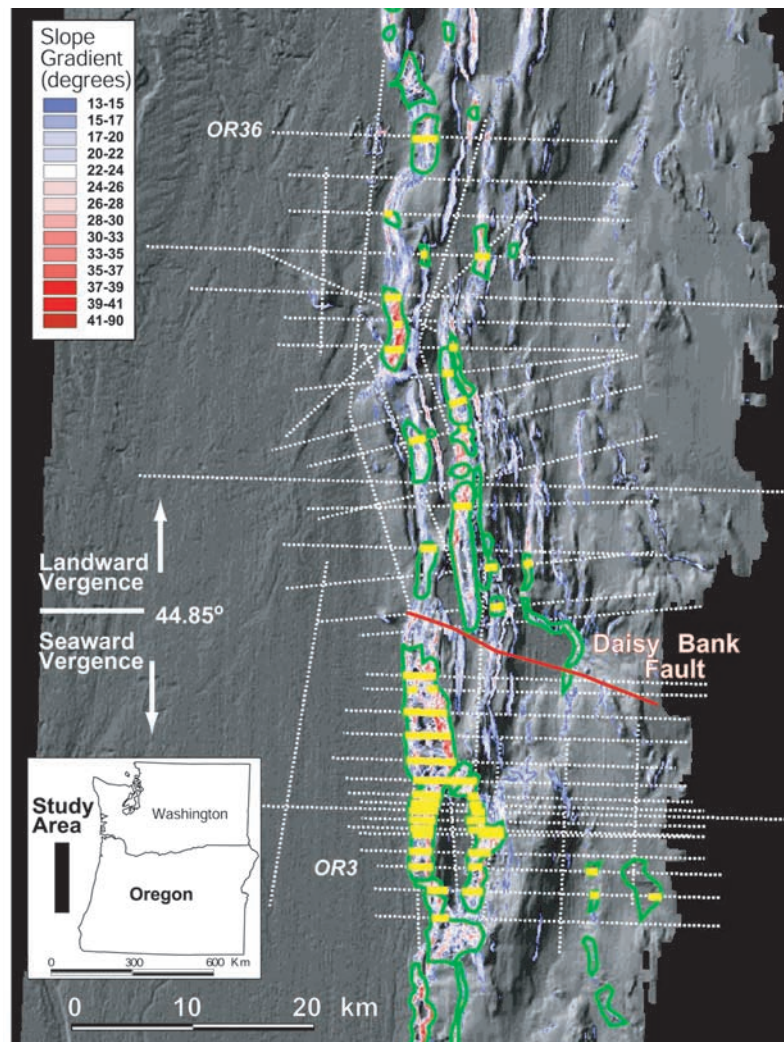 Slope
Gradient
(degrees)
13-15
15-17
17-20
20-22
22-24
24-26
26-28
28-30
30-33
33-35
35-37
37-39
39-41
41-90
OR36
Landward
Vergence
44.85o
Seaward
Vergence
Daisy Bank
Fault
Study
Area
Washington
Oregon
0 300 600 Km
OR3
0 10 20 km